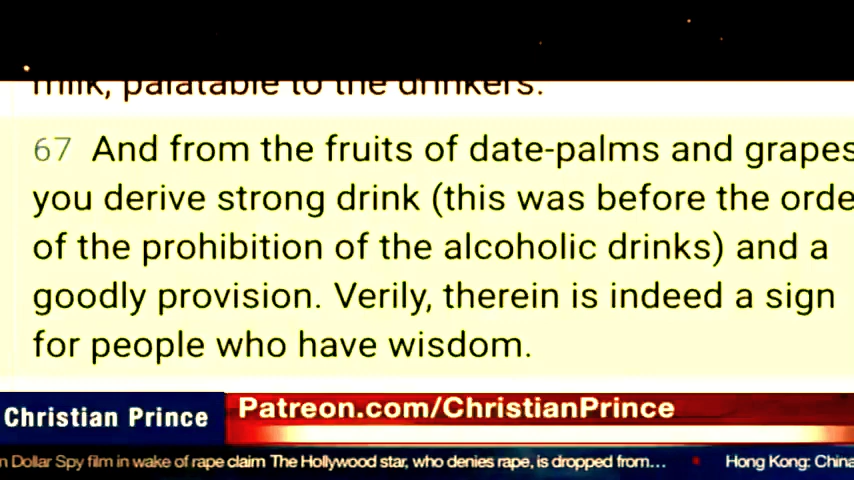 milk, palatable to the drinkers.
67 And from the fruits of date-palms and grapes
you derive strong drink (this was before the orde
of the prohibition of the alcoholic drinks) and a
goodly provision. Verily, therein is indeed a sign
for people who have wisdom.
Christian Prince
Patreon.com/ChristianPrince
n Dollar Spy film in wake of rape claim The Hollywood star, who denies rape, is dropped from... Hong Kong: China